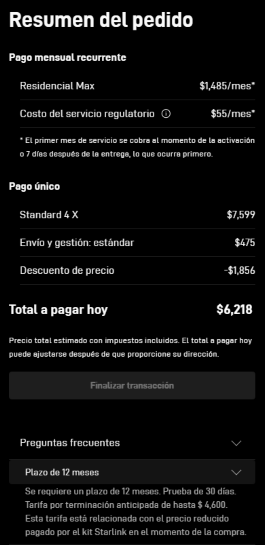 Resumen del pedido
Pago mensual recurrente
Residencial Max $1,485/mes*
Costo del servicio regulatorio $55/mes*
* El primer mes de servicio se cobra al momento de la activación
o 7 días después de la entrega, lo que ocurra primero.
Pago único
Standard 4 X $7,599
Envío y gestión: estándar $475
Descuento de precio -$1,856
Total a pagar hoy $6,218
Precio total estimado con impuestos incluidos. El total a pagar hoy
puede ajustarse después de que proporcione su dirección.
Finalizar transacción
Preguntas frecuentes
Plazo de 12 meses
Se requiere un plazo de 12 meses. Prueba de 30 días.
Tarifa por terminación anticipada de hasta $ 4,600.
Esta tarifa está relacionada con el precio reducido
pagado por el kit Starlink en el momento de la compra.